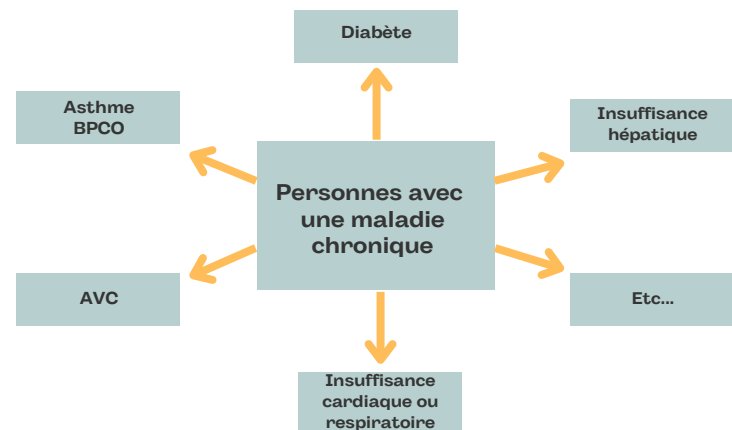 Diabète
Asthme
BPCO
Insuffisance
hépatique
Personnes avec
une maladie
chronique
AVC
Etc...
Insuffisance
cardiaque ou
respiratoire